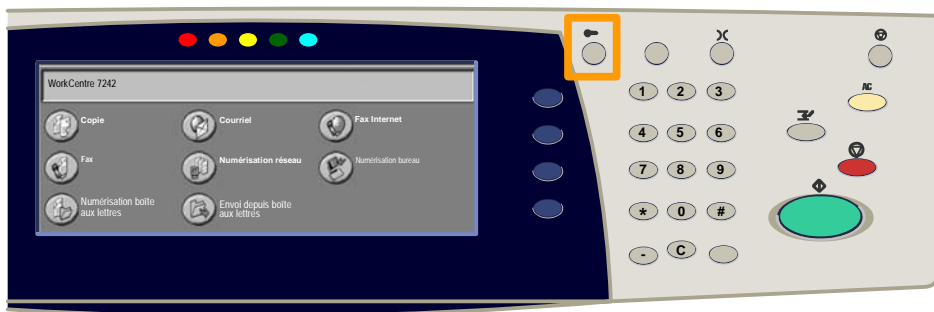 WorkCentre 7242
Copie
Courriel
Fax Internet
Fax
Numérisation réseau
Numérisation bureau
Numérisation boîte
aux lettres
Envoi depuis boîte
aux lettres
AC
1 2 3
4 5 6
7 8 9
* 0 #
- C